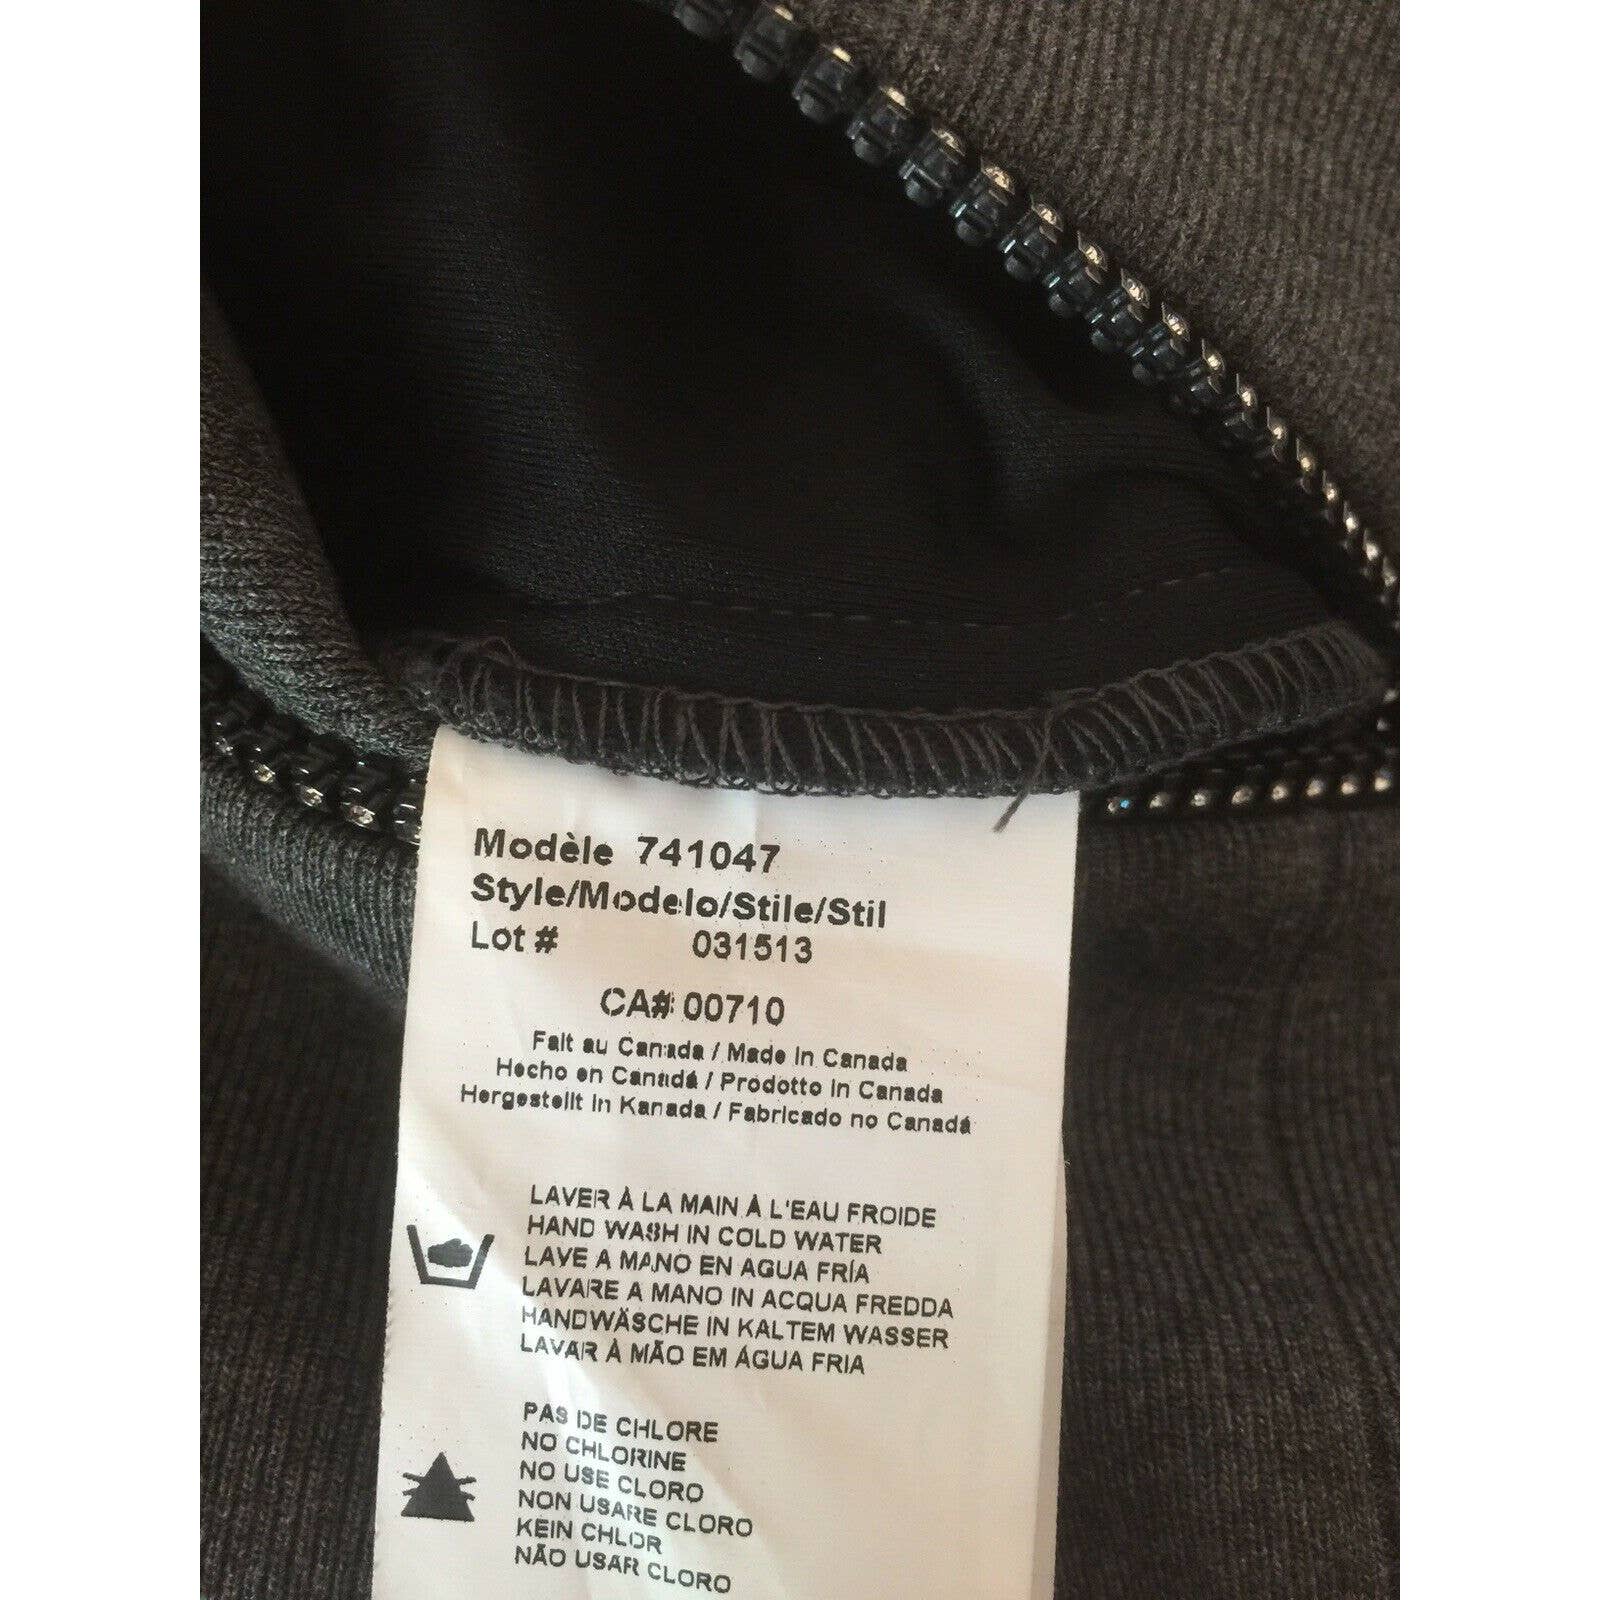 Modèle 741047
Style/Modelo/Stile/Stil
Lot # 031513
CA# 00710
Fait au Canada / Made in Canada
Hecho en Canadá / Prodotto in Canada
Hergestellt in Kanada / Fabricado no Canadá
LAVER À LA MAIN À L'EAU FROIDE
HAND WASH IN COLD WATER
LAVE A MANO EN AGUA FRÍA
LAVARE A MANO IN ACQUA FREDDA
HANDWÄSCHE IN KALTEM WASSER
LAVAR À MÃO EM ÁGUA FRIA
PAS DE CHLORE
NO CHLORINE
NO USE CLORO
NON USARE CLORO
KEIN CHLOR
NÃO USAR CLORO